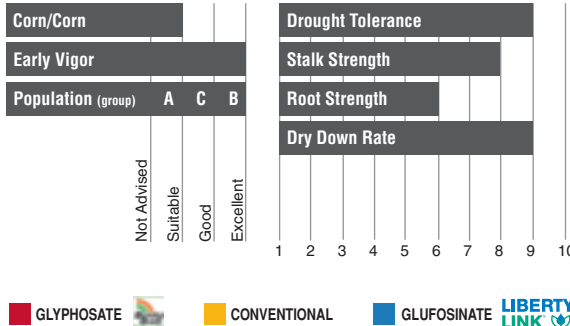 Corn/Corn
Early Vigor
Population (group) A C B
Not Advised
Suitable
Good
Excellent
Drought Tolerance
Stalk Strength
Root Strength
Dry Down Rate
1 2 3 4 5 6 7 8 9 10
GLYPHOSATE CONVENTIONAL GLUFOSINATE LIBERTY
LINK